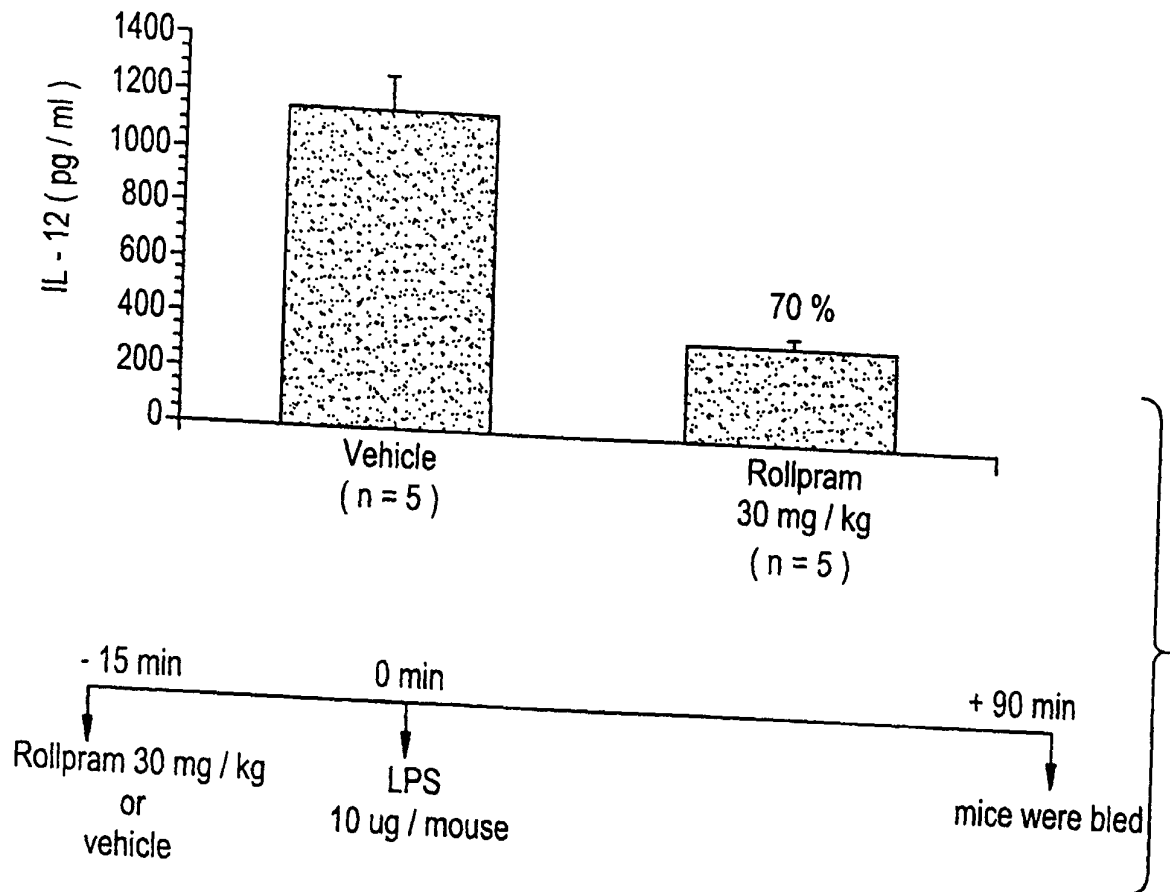 1400
1200
1000
800
600
400
200
0
IL - 12 ( pg / ml )
70 %
Vehicle
( n = 5 )
Rollpram
30 mg / kg
( n = 5 )
- 15 min
0 min
+ 90 min
Rollpram 30 mg / kg
or
vehicle
LPS
10 ug / mouse
mice were bled